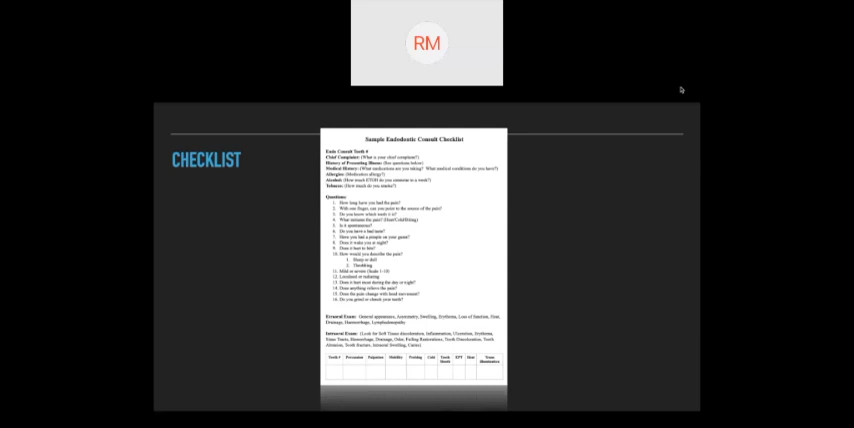 RM
CHECKLIST
Sample Endodontic Consult Checklist
Endo Consult Tooth #
Chief Complaint: (What is your chief complaint?)
History of Presenting Illness: (See questions below)
Medical History: (What medications are you taking? What medical conditions do you have?)
Allergies: (Medication allergy?)
Alcohol: (How much ETOH do you consume in a week?)
Tobacco: (How much do you smoke?)
Questions:
1. How long have you had the pain?
2. With one finger, can you point to the source of the pain?
3. Do you know which tooth it is?
4. What initiates the pain? (Heat/Cold/Biting)
5. Is it spontaneous?
6. Do you have a bad taste?
7. Have you had a pimple on your gums?
8. Does it wake you at night?
9. Does it hurt to bite?
10. How would you describe the pain?
1. Sharp or dull
2. Throbbing
11. Mild or severe (Scale 1-10)
12. Localized or radiating
13. Does it hurt most during the day or night?
14. Does anything relieve the pain?
15. Does the pain change with head movement?
16. Do you grind or clench your teeth?
Extraoral Exam: General appearance, Asymmetry, Swelling, Erythema, Loss of function, Heat,
Drainage, Haemorrhage, Lymphadenopathy
Intraoral Exam: (Look for Soft Tissue discoloration, Inflammation, Ulceration, Erythema,
Sinus Tracts, Hemorrhage, Drainage, Odor, Failing Restorations, Tooth Discoloration, Tooth
Abrasion, Tooth fracture, Intraoral Swelling, Caries)
Tooth # Percussion Palpation Mobility Probing Cold Tooth EPT Heat Trans
illumination